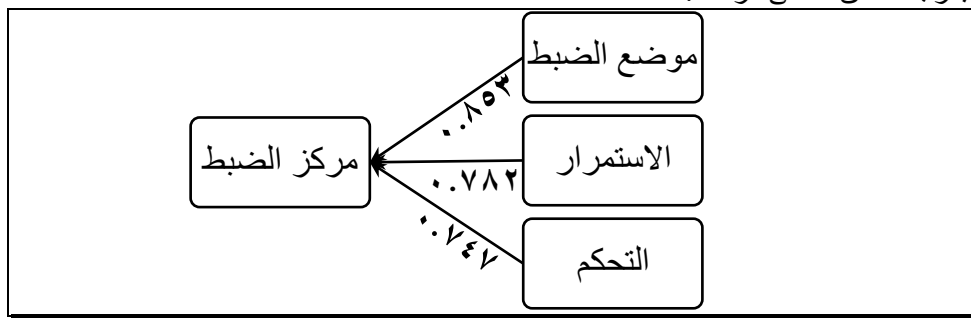 موضع الضبط
٠.٨٥٣
الاستمرار
مركز الضبط
٠.٧٨٢
٠.٧٤٧
التحكم